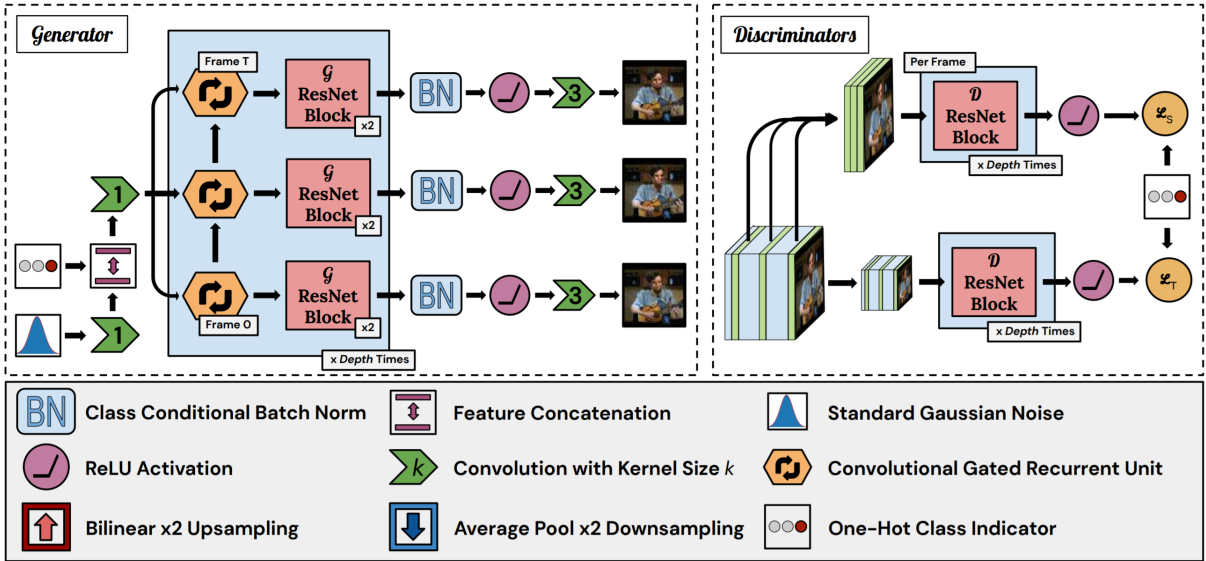 Generator
Frame T
G
ResNet
Block
x2
BN
3
1
G
ResNet
Block
x2
BN
3
1
G
ResNet
Block
x2
BN
3
Frame 0
x Depth Times
Discriminators
Per Frame
D
ResNet
Block
x Depth Times
ℒS
D
ResNet
Block
x Depth Times
ℒT
BN Class Conditional Batch Norm
Feature Concatenation
Standard Gaussian Noise
ReLU Activation
k Convolution with Kernel Size k
Convolutional Gated Recurrent Unit
Bilinear x2 Upsampling
Average Pool x2 Downsampling
One-Hot Class Indicator